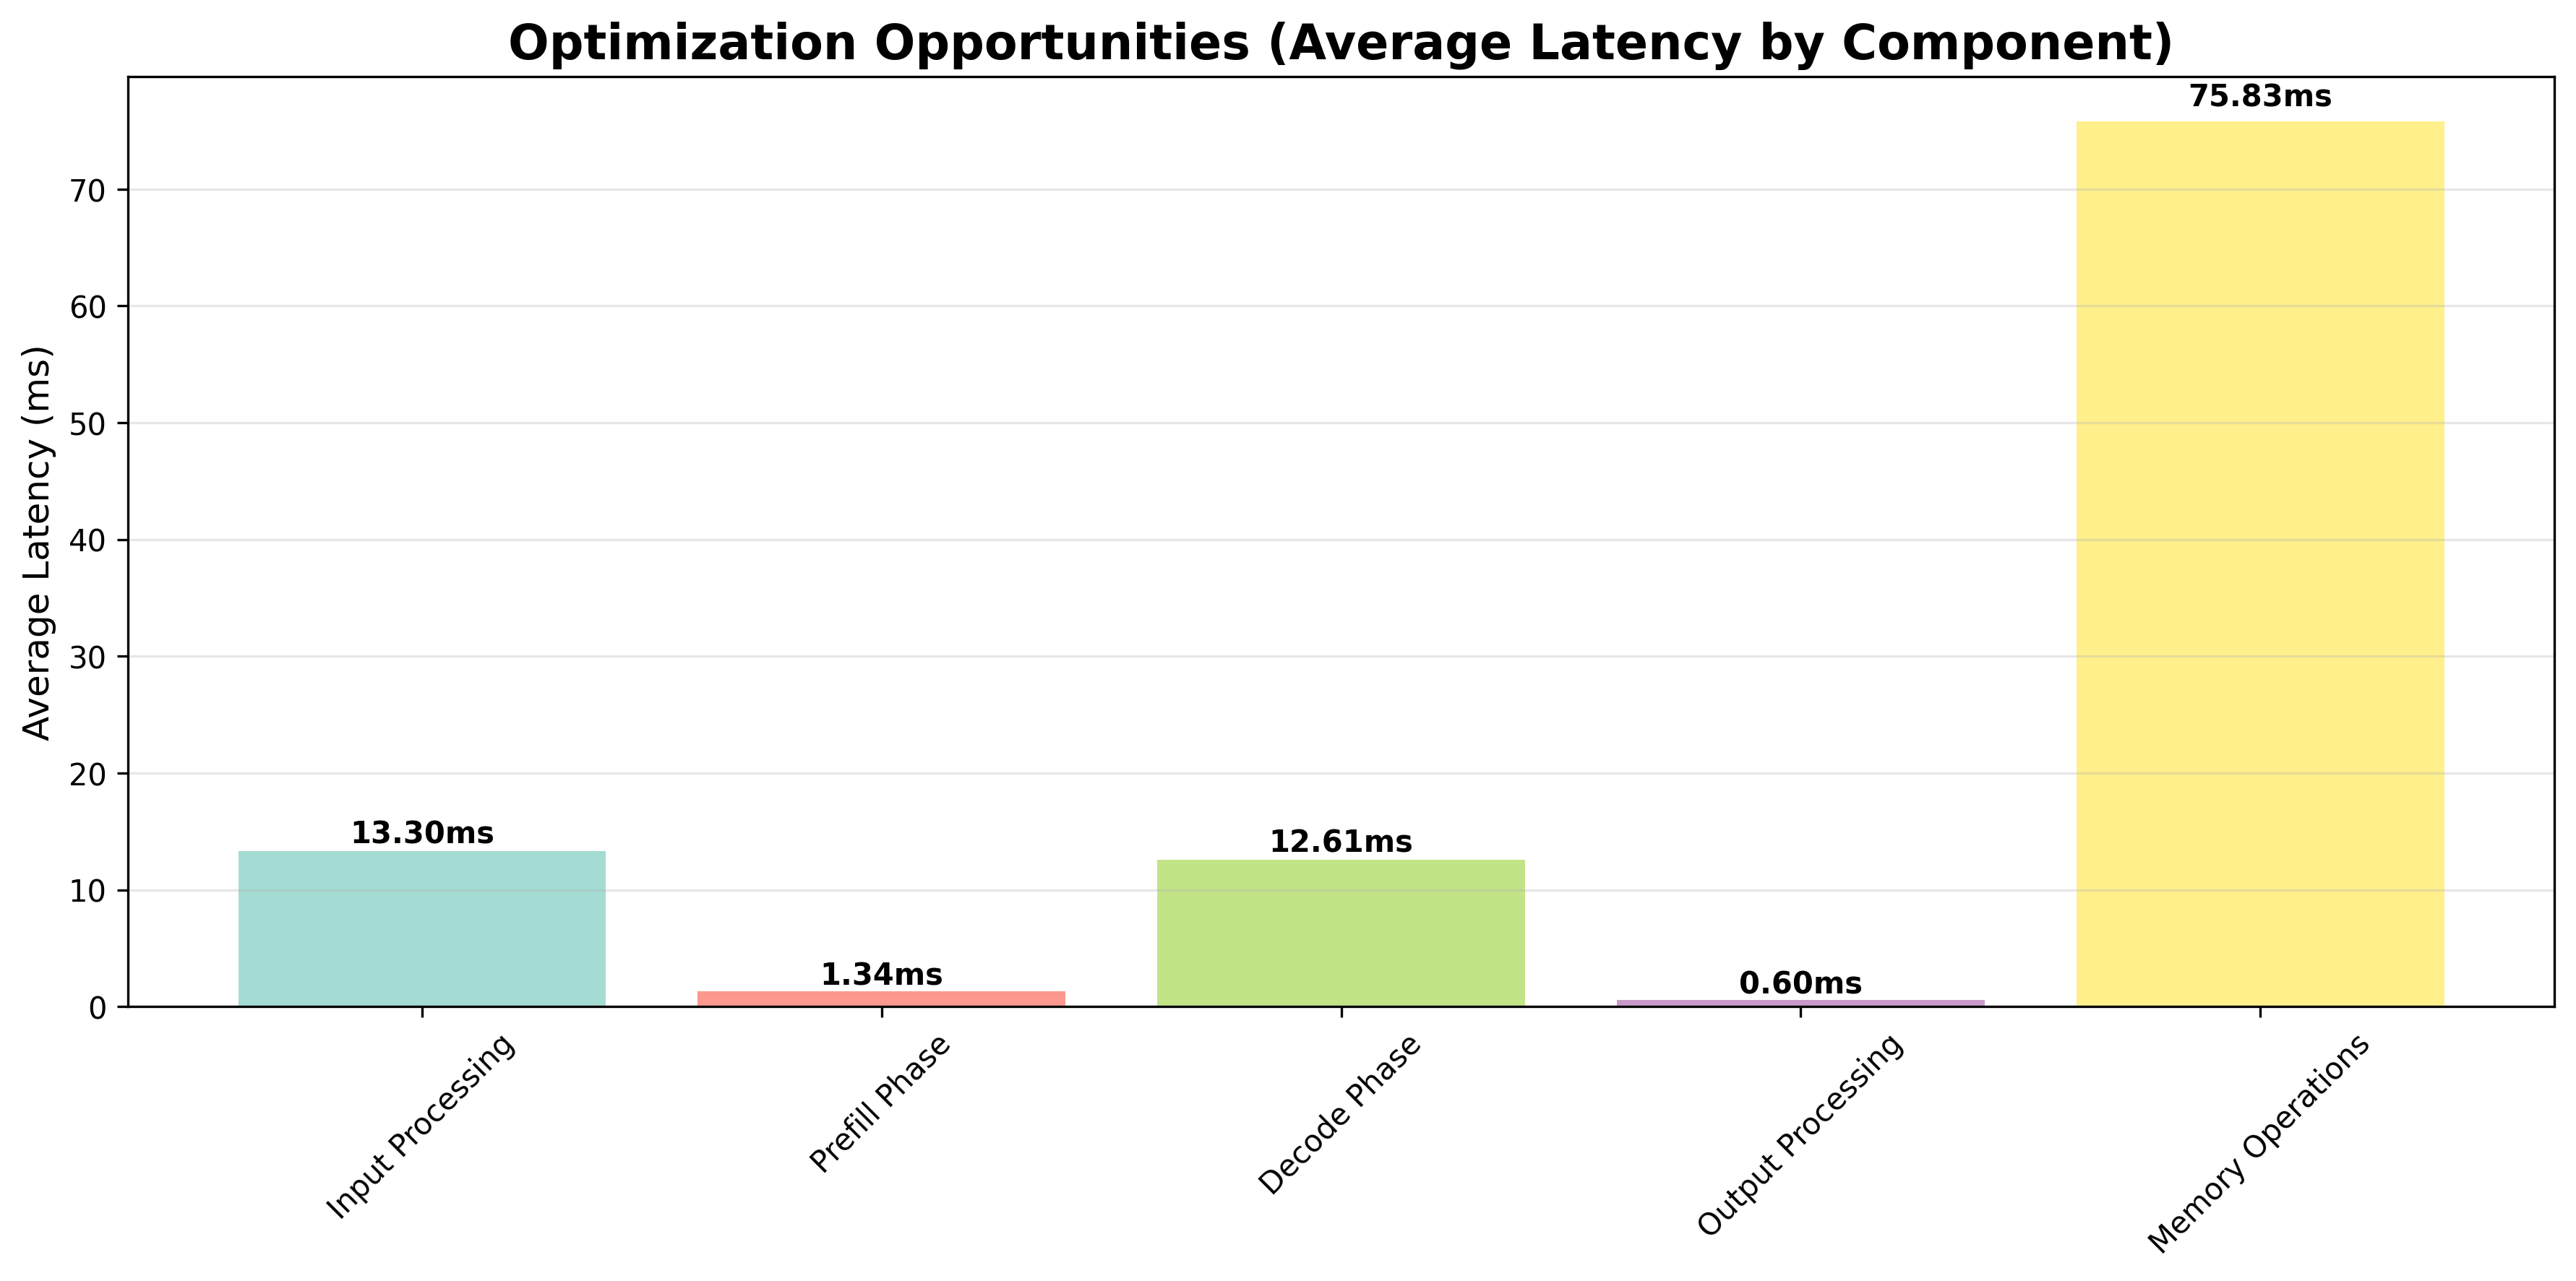 Optimization Opportunities (Average Latency by Component)
Average Latency (ms)
70
60
50
40
30
20
10
0
13.30ms
1.34ms
12.61ms
0.60ms
75.83ms
Input Processing
Prefill Phase
Decode Phase
Output Processing
Memory Operations